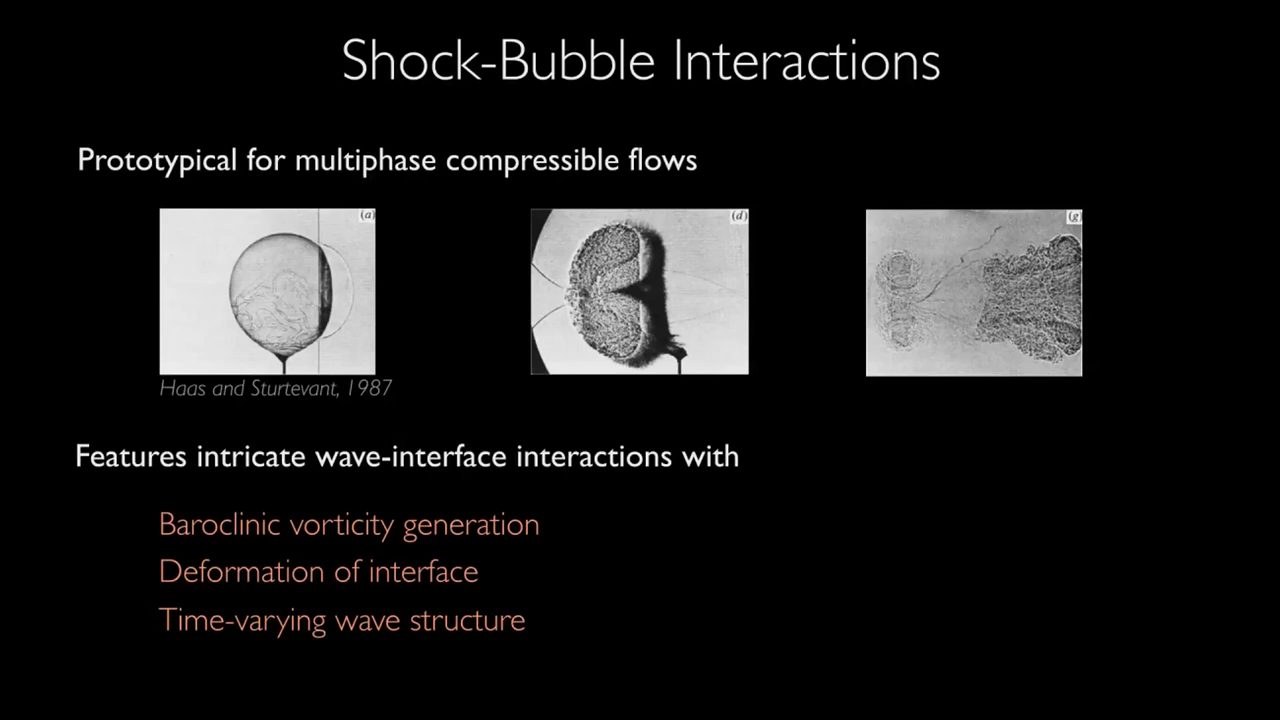 Shock-Bubble Interactions
Prototypical for multiphase compressible flows
(a)
(d)
(g)
Haas and Sturtevant, 1987
Features intricate wave-interface interactions with
Baroclinic vorticity generation
Deformation of interface
Time-varying wave structure